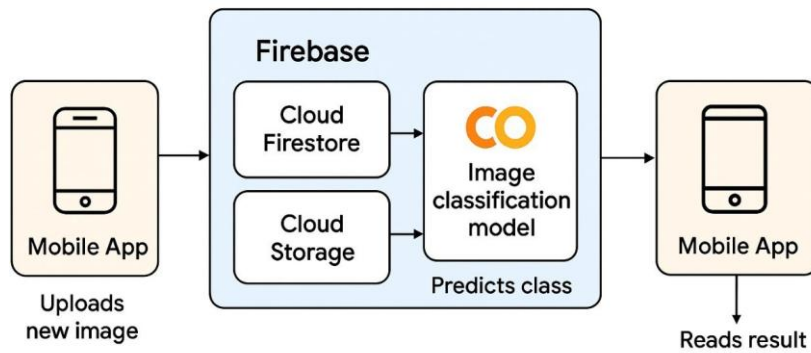 Firebase
Mobile App
Uploads
new image
Cloud
Firestore
Cloud
Storage
CO
Image
classification
model
Predicts class
Mobile App
Reads result